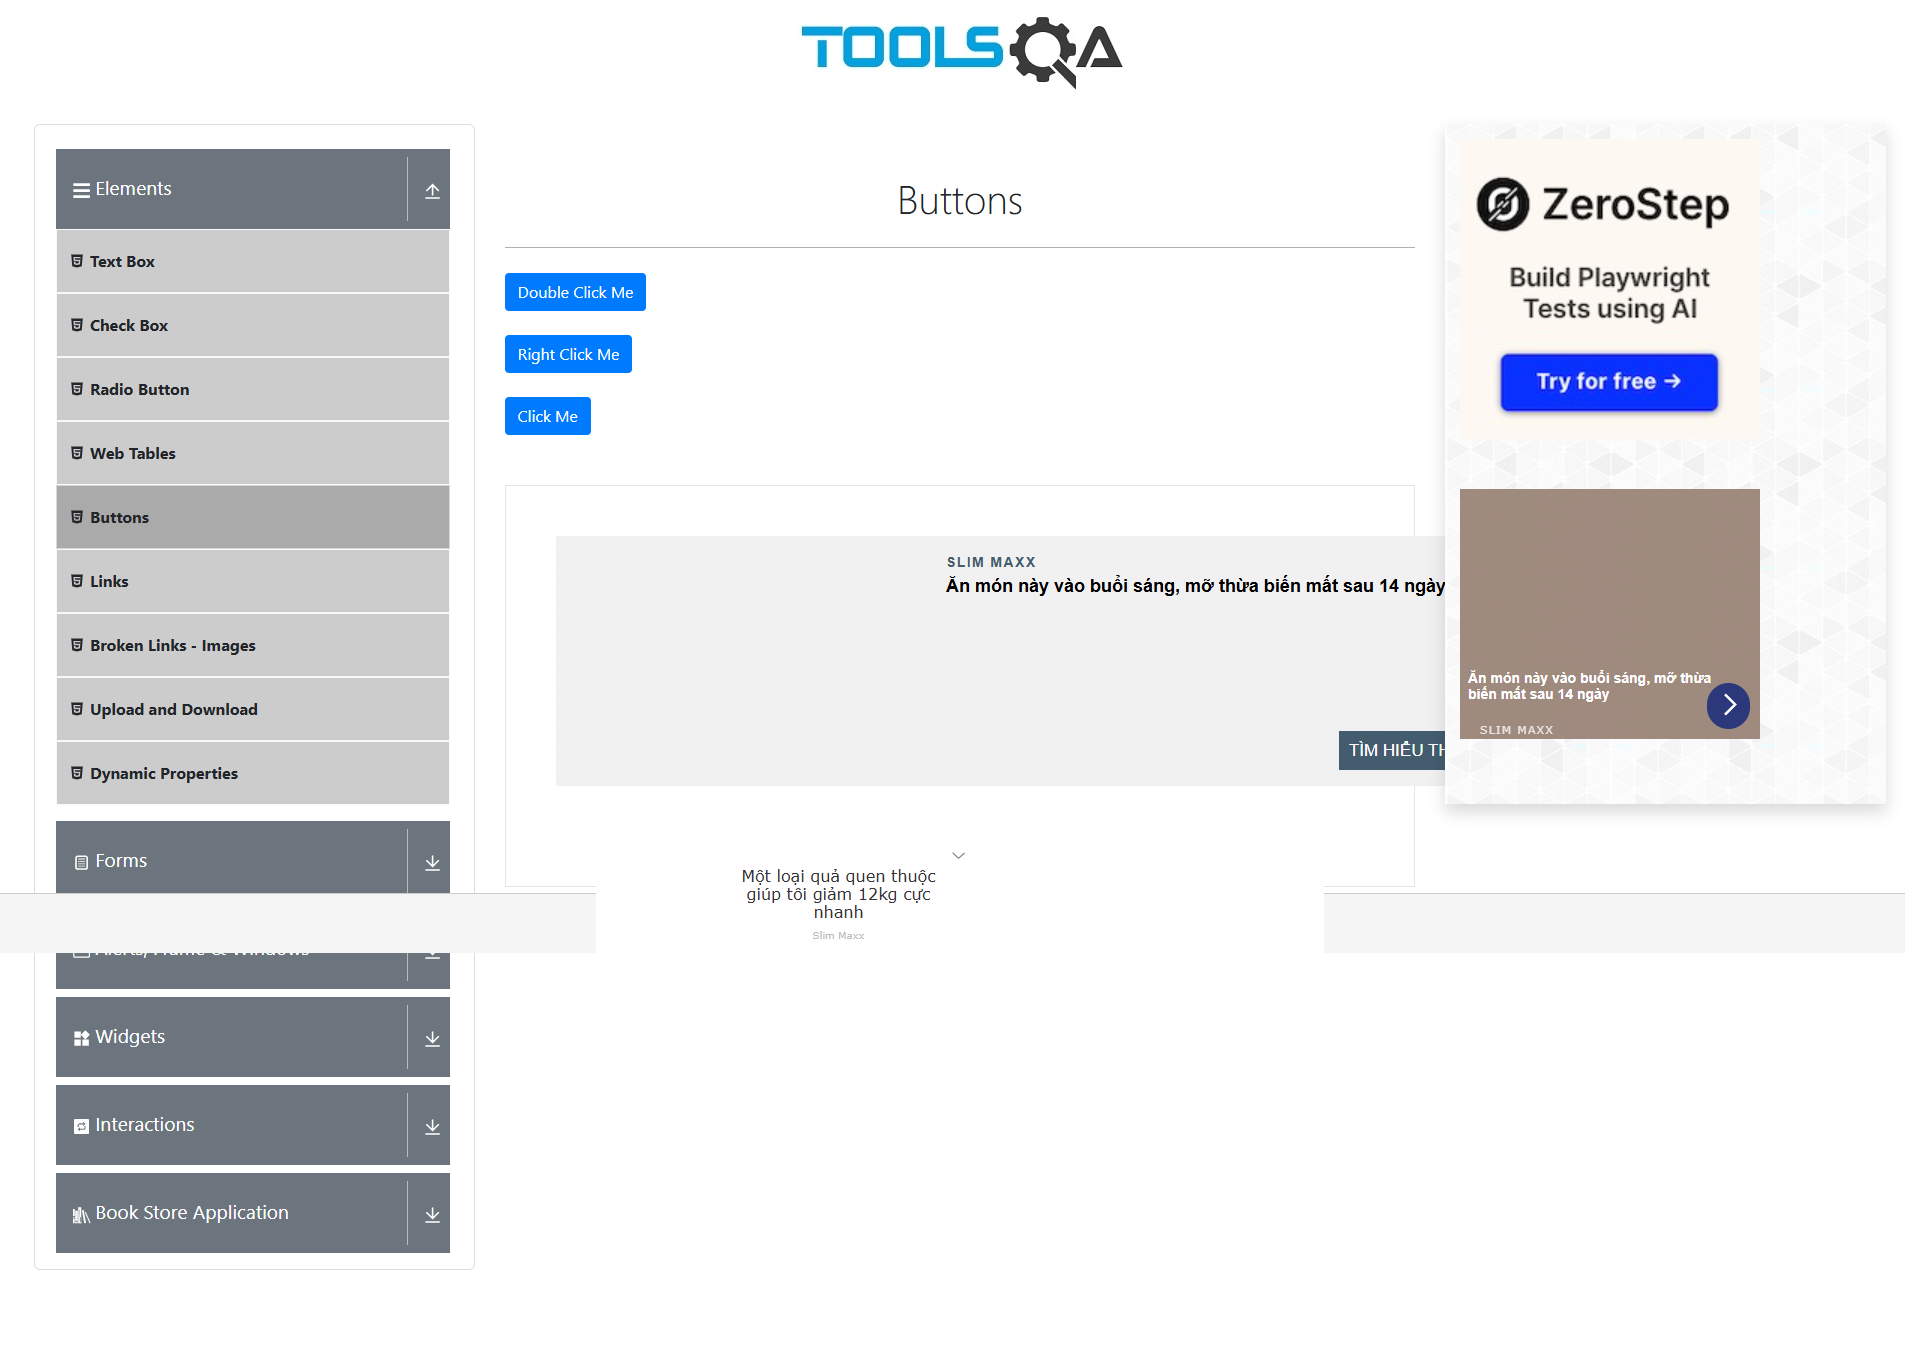 TOOLSQA
Elements
Text Box
Check Box
Radio Button
Web Tables
Buttons
Links
Broken Links - Images
Upload and Download
Dynamic Properties
Forms
Alerts, Frame & Windows
Widgets
Interactions
Book Store Application
Buttons
Double Click Me
Right Click Me
Click Me
SLIM MAXX
Ăn món này vào buổi sáng, mỡ thừa biến mất sau 14 ngày
TÌM HIỂU TH
Một loại quả quen thuộc
giúp tôi giảm 12kg cực
nhanh
Slim Maxx
ZeroStep
Build Playwright
Tests using AI
Try for free →
Ăn món này vào buổi sáng, mỡ thừa
biến mất sau 14 ngày
SLIM MAXX